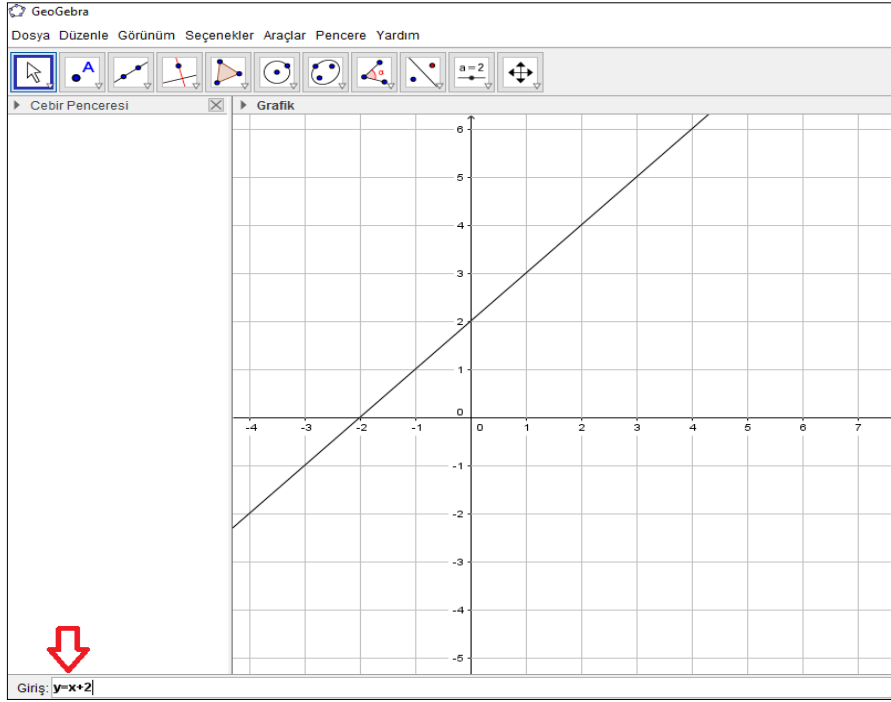 GeoGebra
Dosya Düzenle Görünüm Seçenekler Araçlar Pencere Yardım
A α a = 2
Cebir Penceresi Grafik
6
5
4
3
2
1
0
-4 -3 -2 -1 0 1 2 3 4 5 6 7
-1
-2
-3
-4
-5
Giriş: y=x+2